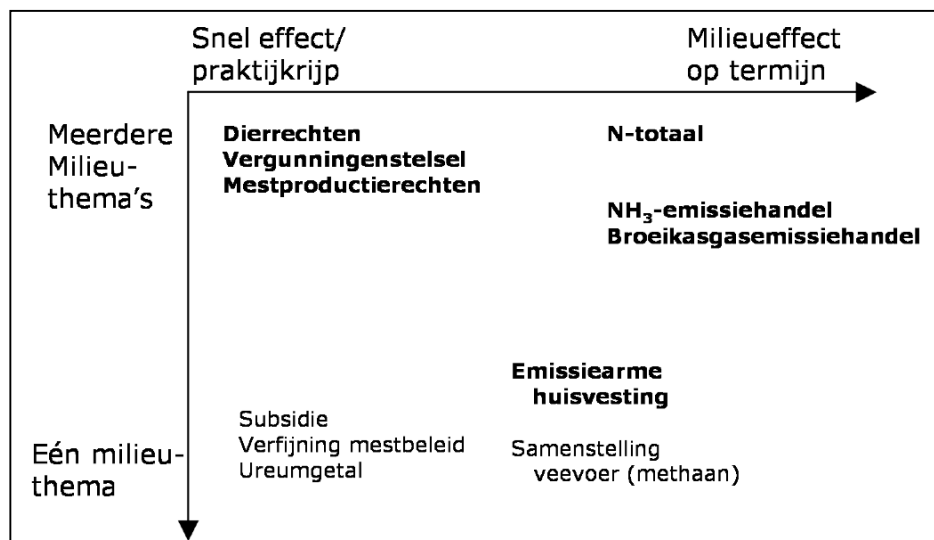 Snel effect/
praktijkrijp
Milieueffect
op termijn
Meerdere
Milieu-
thema's
Dierrechten
Vergunningenstelsel
Mestproductierechten
N-totaal
NH₃-emissiehandel
Broeikasgasemissiehandel
Eén milieu-
thema
Subsidie
Verfijning mestbeleid
Ureumgetal
Emissiearme
huisvesting
Samenstelling
veevoer (methaan)